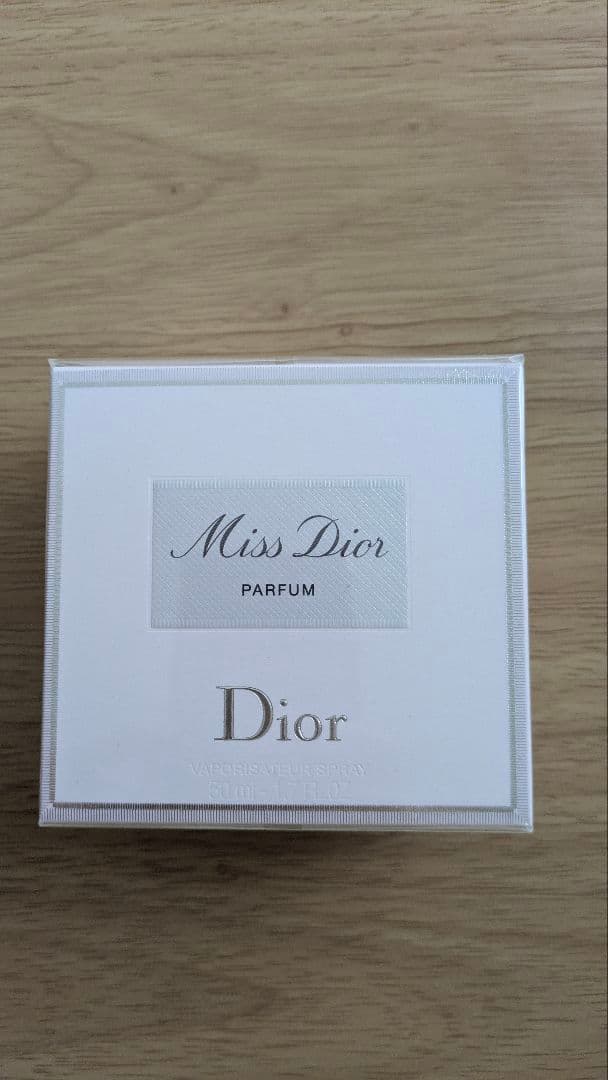 Miss Dior
PARFUM
Dior
VAPORISATEUR SPRAY
50 ml - 1.7 FL.OZ